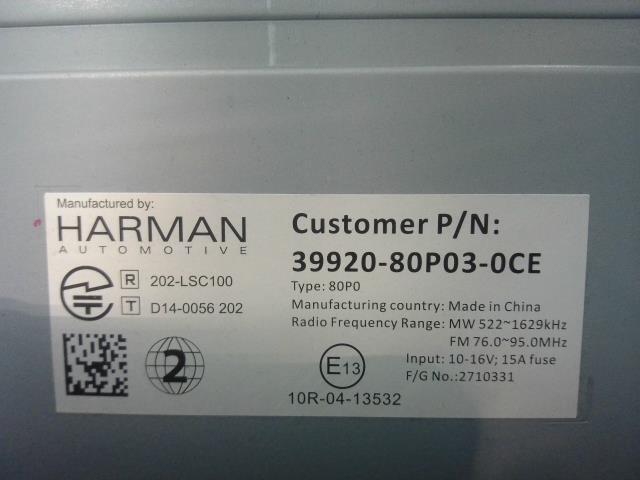 Manufactured by:
HARMAN
AUTOMOTIVE
R 202-LSC100
T D14-0056 202
2
Customer P/N:
39920-80P03-0CE
Type: 80P0
Manufacturing country: Made in China
Radio Frequency Range: MW 522~1629kHz
FM 76.0~95.0MHz
Input: 10-16V; 15A fuse
F/G No.:2710331
E13
10R-04-13532